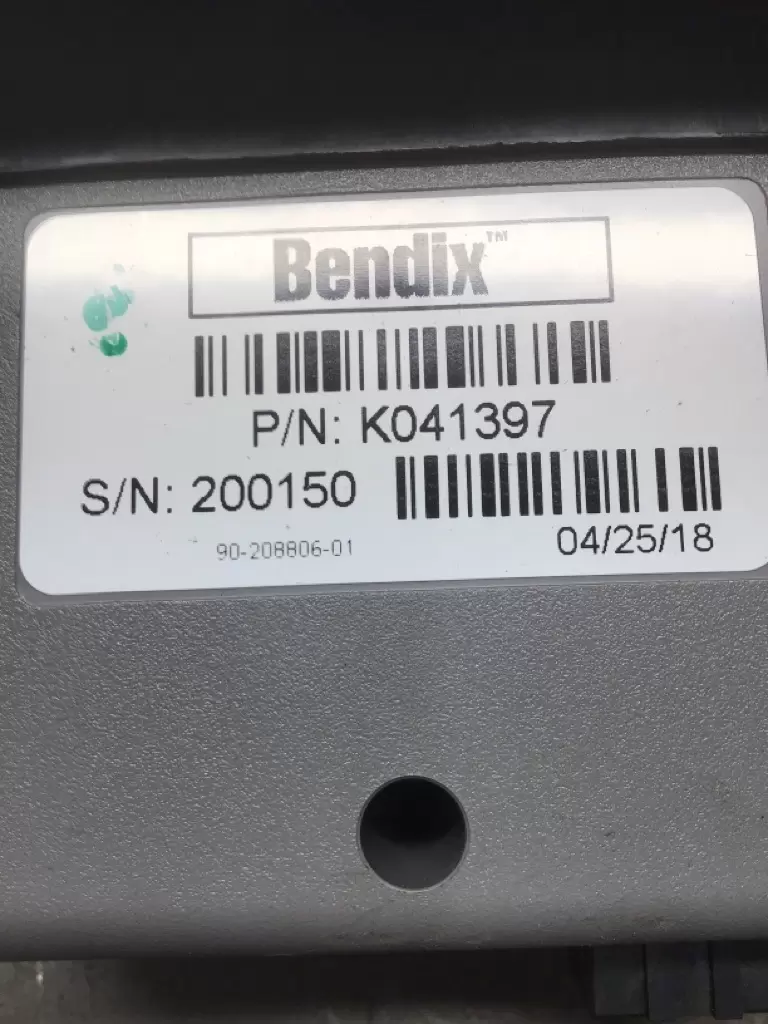 Bendix™
P/N: K041397
S/N: 200150
90-208806-01
04/25/18